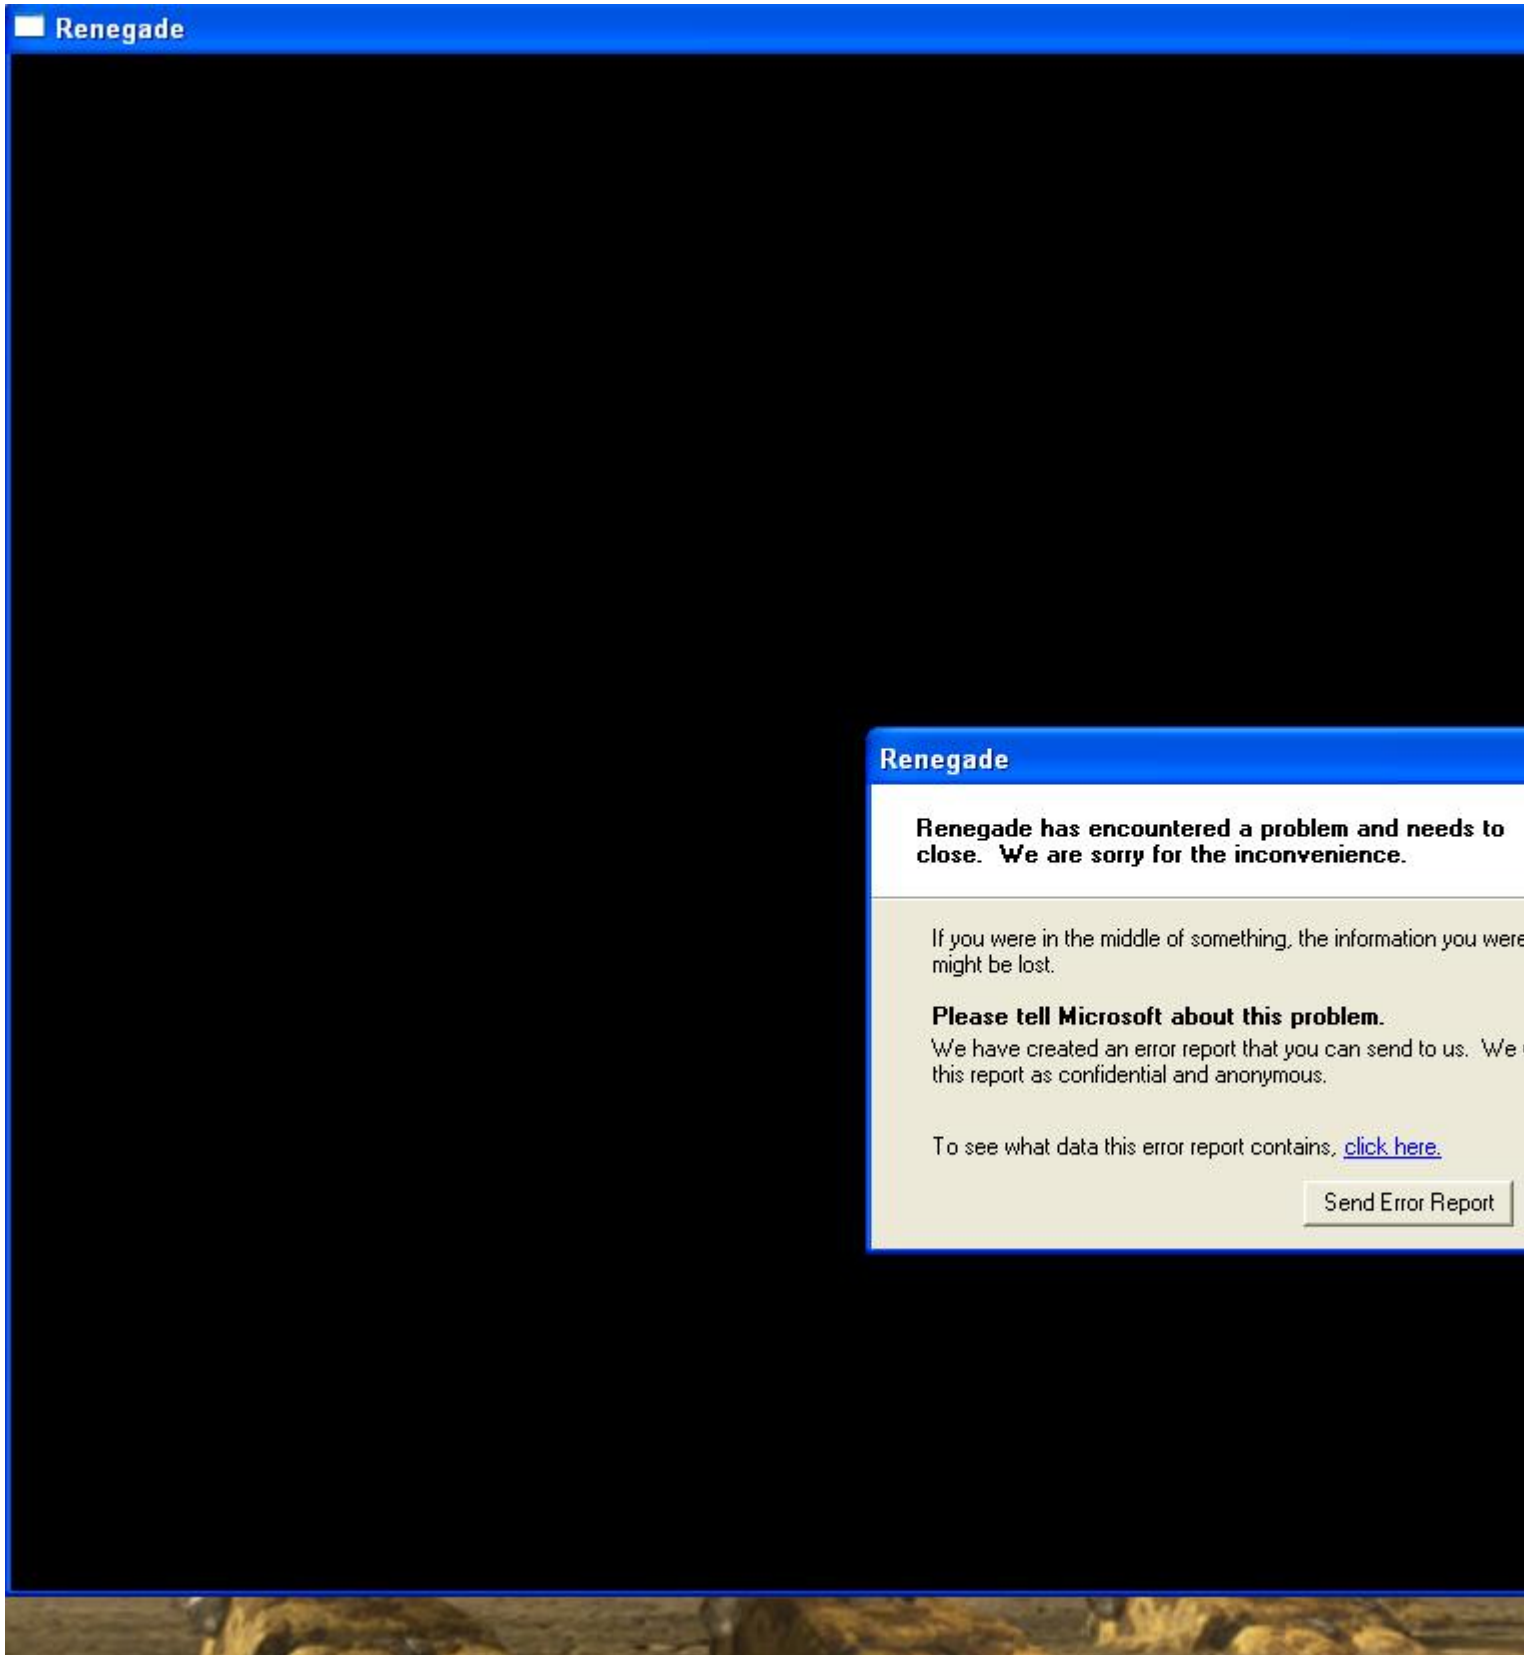 Renegade
Renegade
Renegade has encountered a problem and needs to
close.  We are sorry for the inconvenience.
If you were in the middle of something, the information you were
might be lost.
Please tell Microsoft about this problem.
We have created an error report that you can send to us.  We
this report as confidential and anonymous.
To see what data this error report contains, click here.
Send Error Report